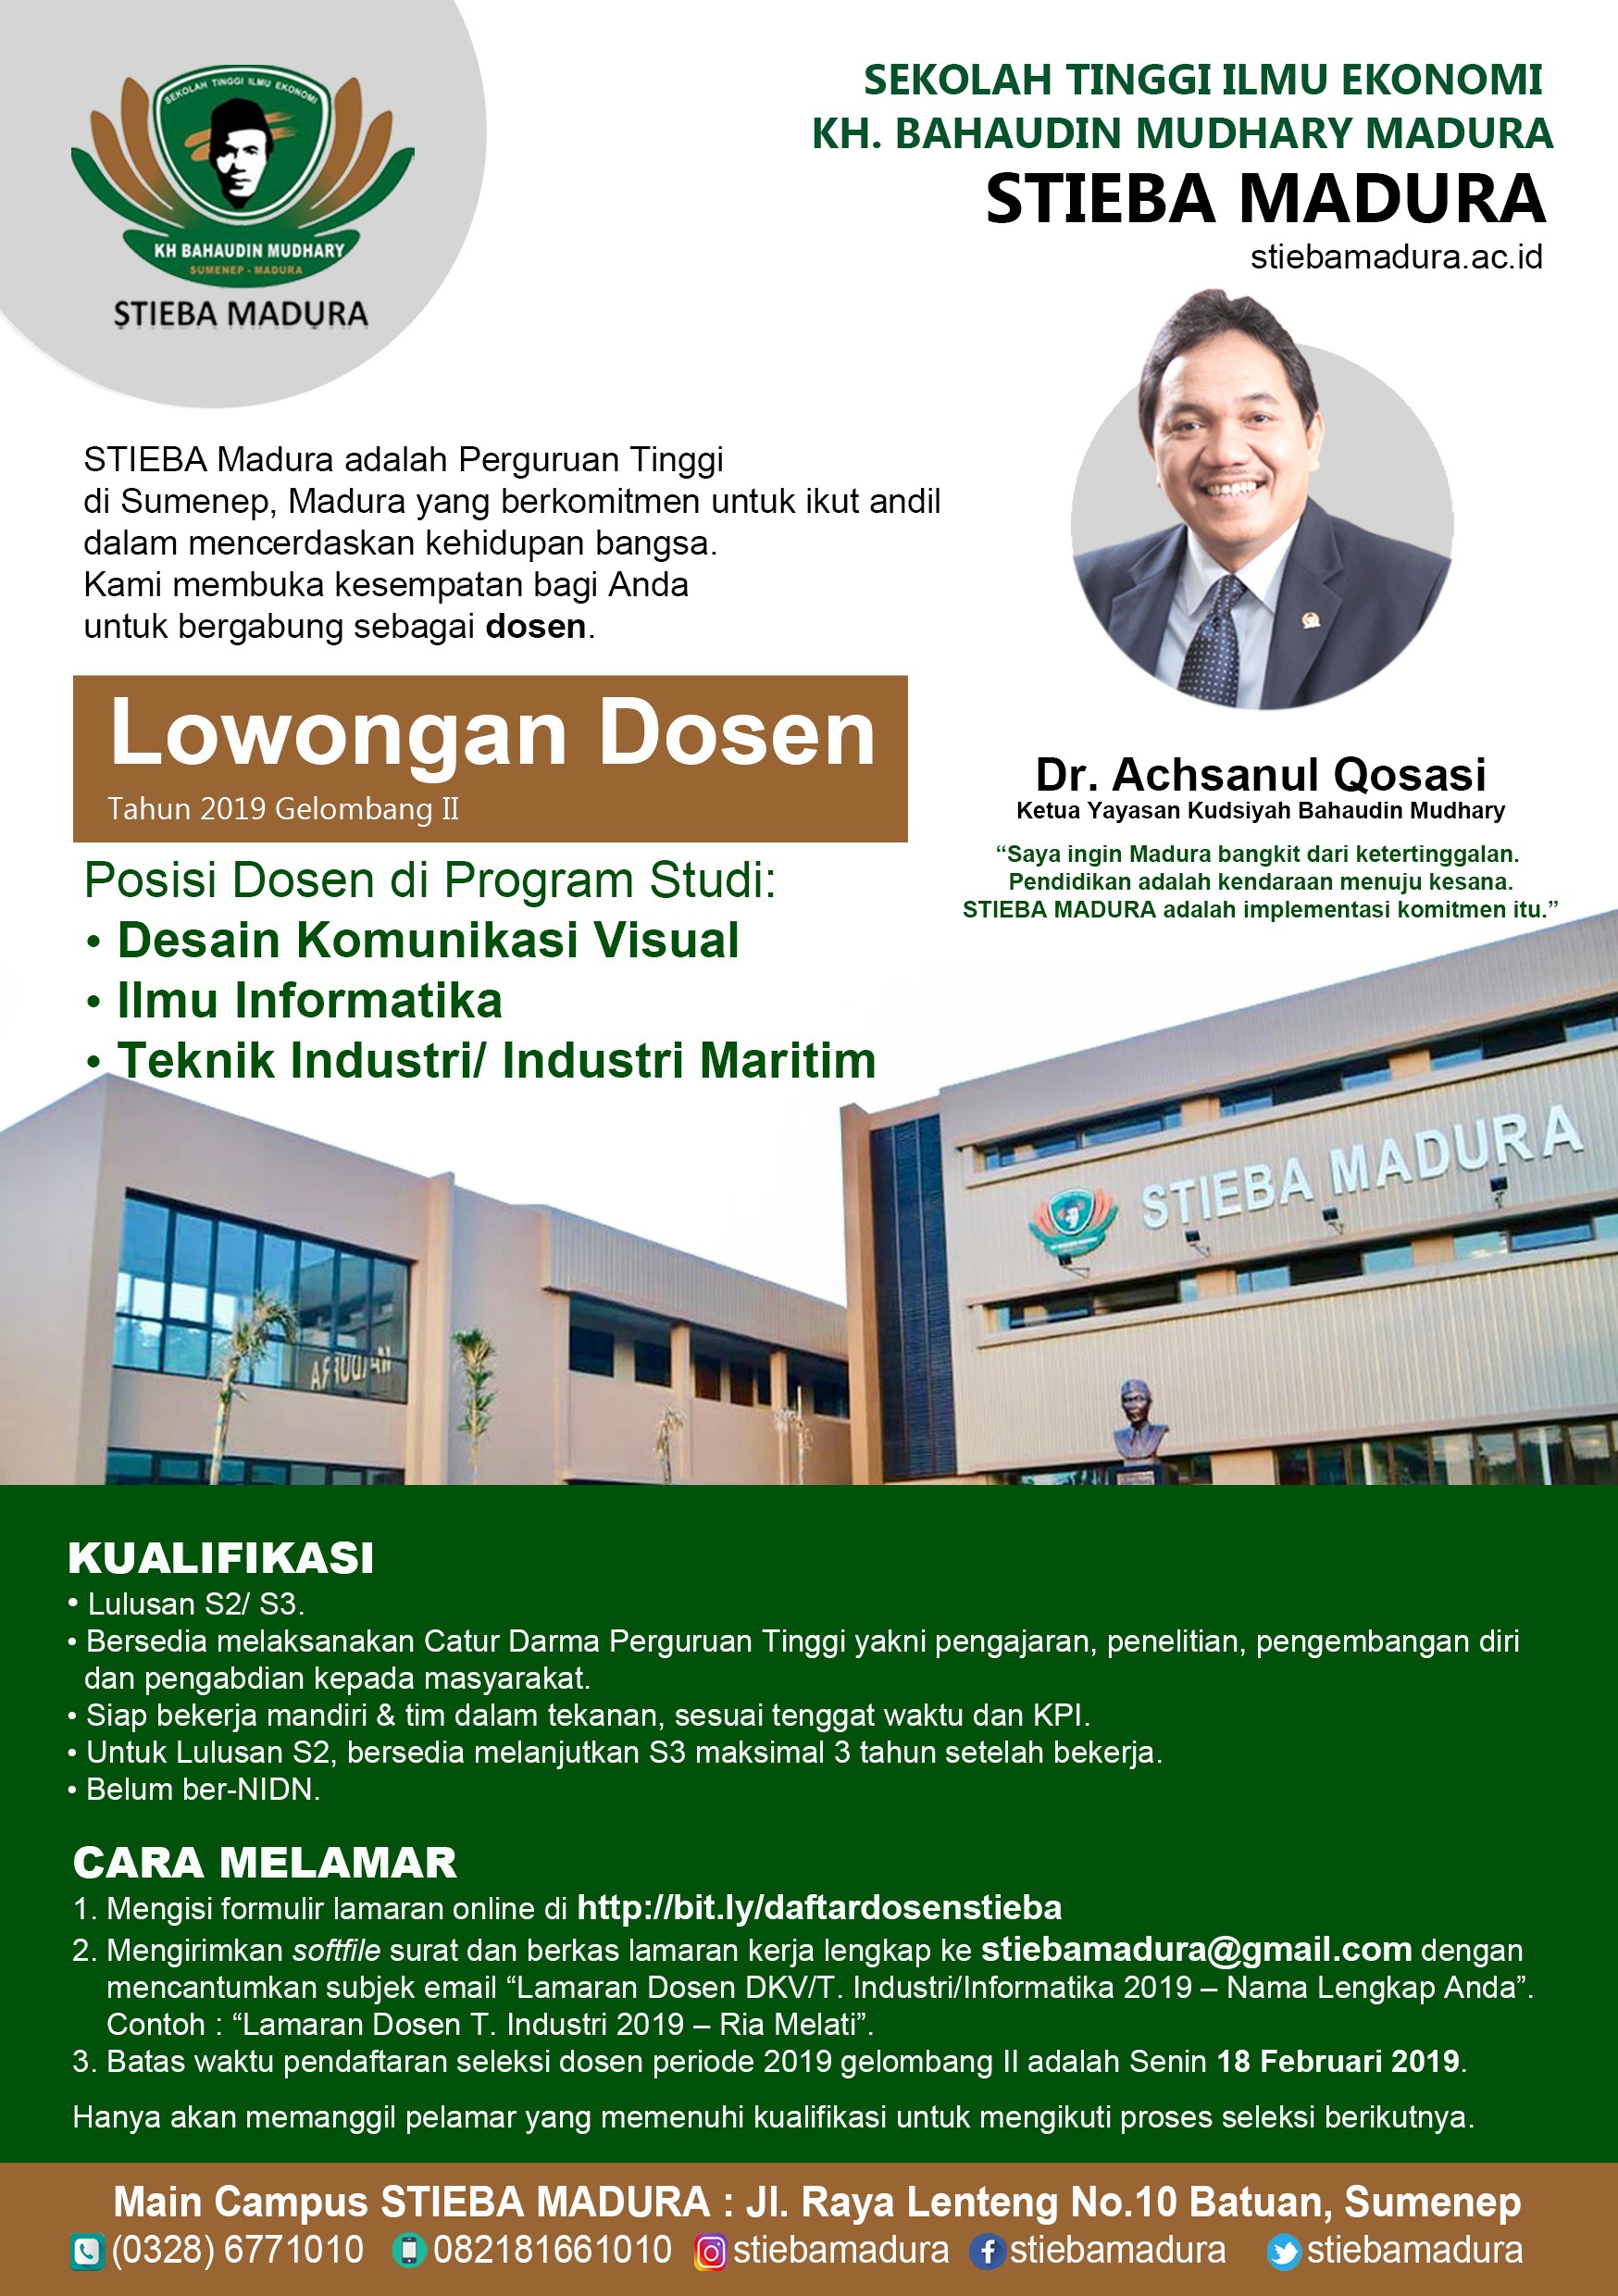 SEKOLAH TINGGI ILMU EKONOMI
KH BAHAUDIN MUDHARY
SUMENEP - MADURA
STIEBA MADURA
SEKOLAH TINGGI ILMU EKONOMI
KH. BAHAUDIN MUDHARY MADURA
STIEBA MADURA
stiebamadura.ac.id
STIEBA Madura adalah Perguruan Tinggi
di Sumenep, Madura yang berkomitmen untuk ikut andil
dalam mencerdaskan kehidupan bangsa.
Kami membuka kesempatan bagi Anda
untuk bergabung sebagai dosen.
Lowongan Dosen
Tahun 2019 Gelombang II
Dr. Achsanul Qosasi
Ketua Yayasan Kudsiyah Bahaudin Mudhary
“Saya ingin Madura bangkit dari ketertinggalan.
Pendidikan adalah kendaraan menuju kesana.
STIEBA MADURA adalah implementasi komitmen itu.”
Posisi Dosen di Program Studi:
• Desain Komunikasi Visual
• Ilmu Informatika
• Teknik Industri/ Industri Maritim
STIEBA MADURA
KUALIFIKASI
• Lulusan S2/ S3.
• Bersedia melaksanakan Catur Darma Perguruan Tinggi yakni pengajaran, penelitian, pengembangan diri
dan pengabdian kepada masyarakat.
• Siap bekerja mandiri & tim dalam tekanan, sesuai tenggat waktu dan KPI.
• Untuk Lulusan S2, bersedia melanjutkan S3 maksimal 3 tahun setelah bekerja.
• Belum ber-NIDN.
CARA MELAMAR
1. Mengisi formulir lamaran online di http://bit.ly/daftardosenstieba
2. Mengirimkan softfile surat dan berkas lamaran kerja lengkap ke stiebamadura@gmail.com dengan
mencantumkan subjek email “Lamaran Dosen DKV/T. Industri/Informatika 2019 – Nama Lengkap Anda”.
Contoh : “Lamaran Dosen T. Industri 2019 – Ria Melati”.
3. Batas waktu pendaftaran seleksi dosen periode 2019 gelombang II adalah Senin 18 Februari 2019.
Hanya akan memanggil pelamar yang memenuhi kualifikasi untuk mengikuti proses seleksi berikutnya.
Main Campus STIEBA MADURA : Jl. Raya Lenteng No.10 Batuan, Sumenep
(0328) 6771010 082181661010 stiebamadura stiebamadura stiebamadura